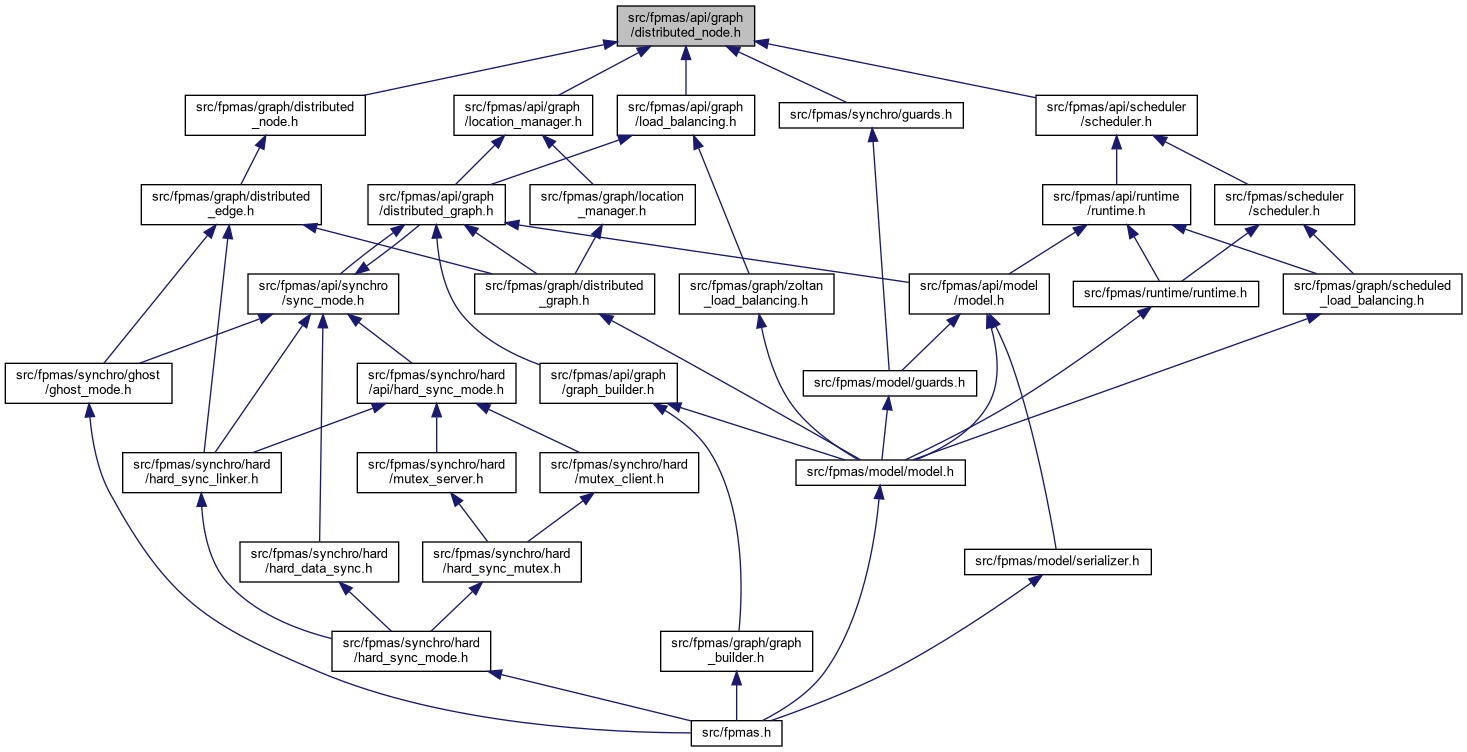 src/fpmas/api/graph
/distributed_node.h
src/fpmas/graph/distributed
_node.h
src/fpmas/api/graph
/location_manager.h
src/fpmas/api/graph
/load_balancing.h
src/fpmas/synchro/guards.h
src/fpmas/api/scheduler
/scheduler.h
src/fpmas/graph/distributed
_edge.h
src/fpmas/api/graph
/distributed_graph.h
src/fpmas/graph/location
_manager.h
src/fpmas/api/runtime
/runtime.h
src/fpmas/scheduler
/scheduler.h
src/fpmas/api/synchro
/sync_mode.h
src/fpmas/graph/distributed
_graph.h
src/fpmas/graph/zoltan
_load_balancing.h
src/fpmas/api/model
/model.h
src/fpmas/runtime/runtime.h
src/fpmas/graph/scheduled
_load_balancing.h
src/fpmas/synchro/ghost
/ghost_mode.h
src/fpmas/synchro/hard
/api/hard_sync_mode.h
src/fpmas/api/graph
/graph_builder.h
src/fpmas/model/guards.h
src/fpmas/synchro/hard
/hard_sync_linker.h
src/fpmas/synchro/hard
/mutex_server.h
src/fpmas/synchro/hard
/mutex_client.h
src/fpmas/model/model.h
src/fpmas/synchro/hard
/hard_data_sync.h
src/fpmas/synchro/hard
/hard_sync_mutex.h
src/fpmas/model/serializer.h
src/fpmas/synchro/hard
/hard_sync_mode.h
src/fpmas/graph/graph
_builder.h
src/fpmas.h